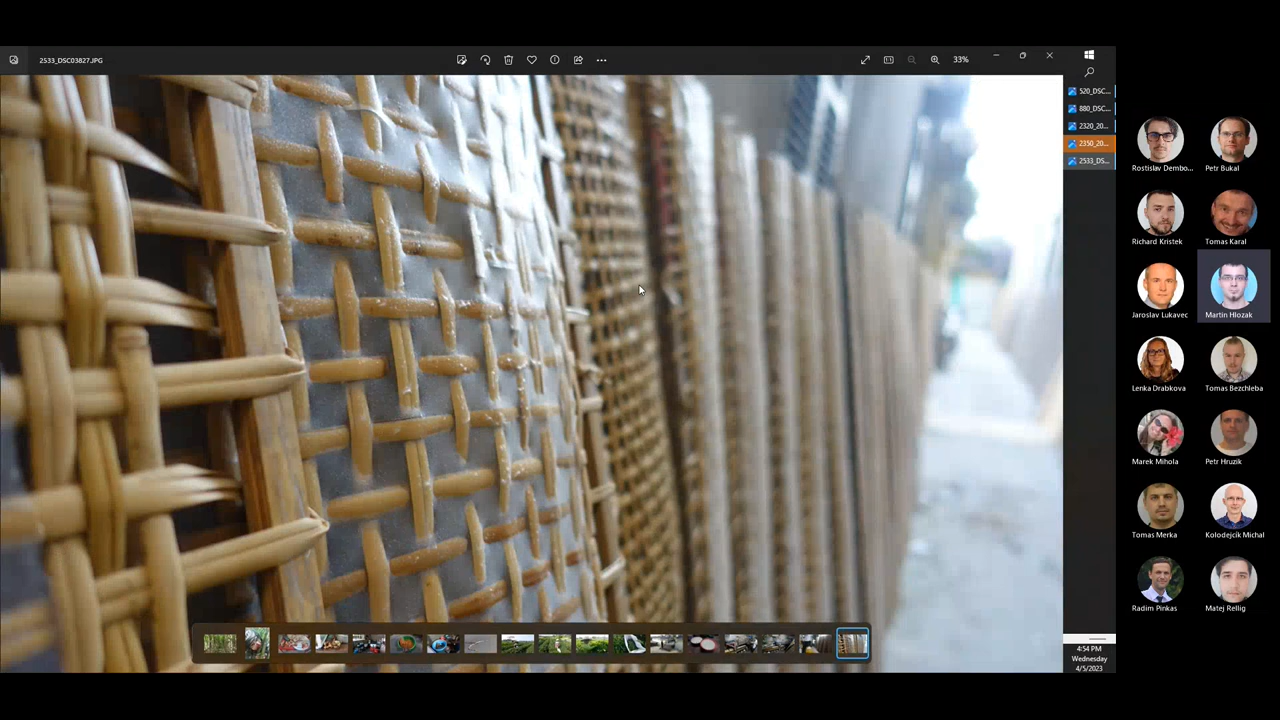 2533_DSC03827.JPG
33%
520_DSC...
880_DSC...
2320_20...
2350_20...
2533_DS...
Rostislav Dembo...
Petr Bukal
Richard Kristek
Tomas Karal
Jaroslav Lukavec
Martin Hlozak
Lenka Drabkova
Tomas Bezchleba
Marek Mihola
Petr Hruzik
Tomas Merka
Kolodejcík Michal
Radim Pinkas
Matej Rellig
4:54 PM
Wednesday
4/5/2023